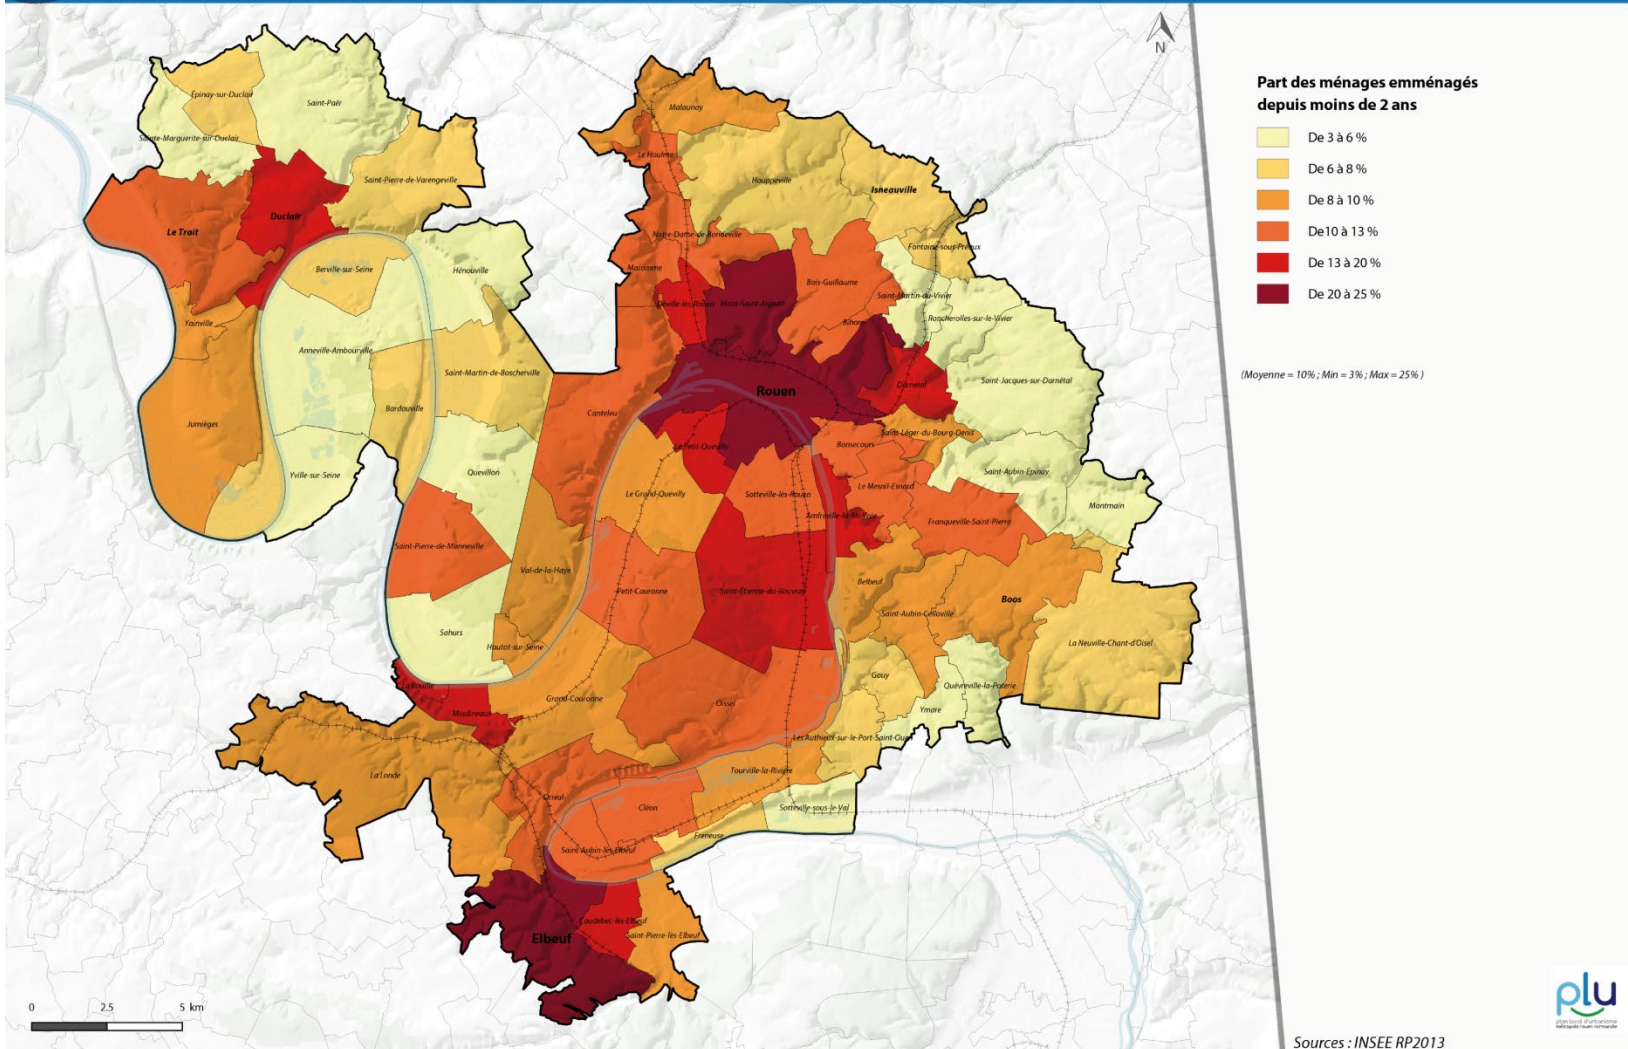 N
Part des ménages emménagés
depuis moins de 2 ans
De 3 à 6 %
De 6 à 8 %
De 8 à 10 %
De10 à 13 %
De 13 à 20 %
De 20 à 25 %
(Moyenne = 10% ; Min = 3% ; Max = 25% )
Épinay-sur-Duclair
Saint-Paër
Sainte-Marguerite-sur-Duclair
Saint-Pierre-de-Varengeville
Duclair
Le Trait
Malaunay
Le Houlme
Houppeville
Isneauville
Notre-Dame-de-Bondeville
Fontaine-sous-Préaux
Maromme
Berville-sur-Seine
Hénouville
Bois-Guillaume
Saint-Martin-du-Vivier
Déville-lès-Rouen
Mont-Saint-Aignan
Roncherolles-sur-le-Vivier
Yainville
Bihorel
Anneville-Ambourville
Saint-Martin-de-Boscherville
Saint-Jacques-sur-Darnétal
Darnétal
Rouen
Bardouville
Canteleu
Jumièges
Saint-Léger-du-Bourg-Denis
Le Petit-Quevilly
Bonsecours
Yville-sur-Seine
Quevillon
Saint-Aubin-Épinay
Le Mesnil-Esnard
Le Grand-Quevilly
Sotteville-lès-Rouen
Montmain
Amfreville-la-Mi-Voie
Franqueville-Saint-Pierre
Saint-Pierre-de-Manneville
Val-de-la-Haye
Belbeuf
Petit-Couronne
Saint-Étienne-du-Rouvray
Boos
Saint-Aubin-Celloville
Sahurs
Hautot-sur-Seine
La Neuville-Chant-d'Oisel
Gouy
La Bouille
Quévreville-la-Poterie
Grand-Couronne
Oissel
Moulineaux
Ymare
Les Authieux-sur-le-Port-Saint-Ouen
La Londe
Tourville-la-Rivière
Orival
Cléon
Sotteville-sous-le-Val
Freneuse
Saint-Aubin-lès-Elbeuf
Caudebec-lès-Elbeuf
Elbeuf
Saint-Pierre-lès-Elbeuf
0 2.5 5 km
plu
plan local d'urbanisme
métropole rouen normandie
Sources : INSEE RP2013